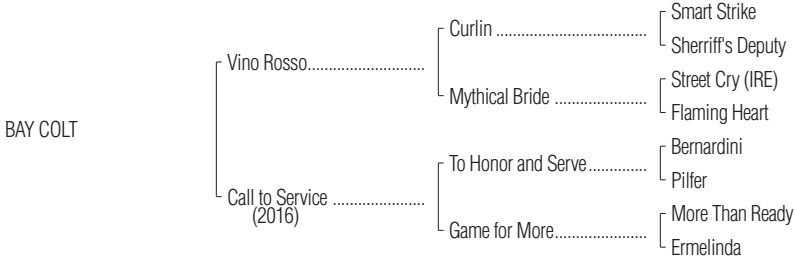 Smart Strike
Curlin ..................................
Sherriff's Deputy
Vino Rosso..........................
Street Cry (IRE)
Mythical Bride .....................
Flaming Heart
BAY COLT
Bernardini
To Honor and Serve.............
Pilfer
Call to Service ....................
(2016)
More Than Ready
Game for More.....................
Ermelinda